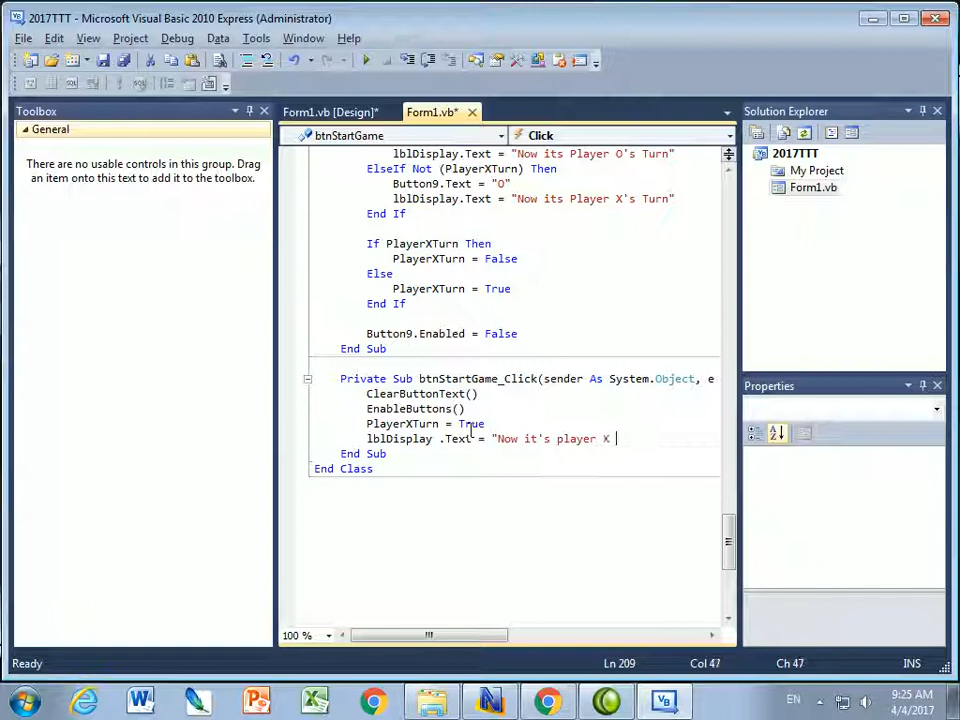 2017TTT - Microsoft Visual Basic 2010 Express (Administrator)
File Edit View Project Debug Data Tools Window Help
Toolbox
General
There are no usable controls in this group. Drag
an item onto this text to add it to the toolbox.
Form1.vb [Design]* Form1.vb*
btnStartGame Click
lblDisplay.Text = "Now its Player O's Turn"
ElseIf Not (PlayerXTurn) Then
Button9.Text = "O"
lblDisplay.Text = "Now its Player X's Turn"
End If
If PlayerXTurn Then
PlayerXTurn = False
Else
PlayerXTurn = True
End If
Button9.Enabled = False
End Sub
Private Sub btnStartGame_Click(sender As System.Object, e
ClearButtonText()
EnableButtons()
PlayerXTurn = True
lblDisplay .Text = "Now it's player X
End Sub
End Class
100 %
Solution Explorer
2017TTT
My Project
Form1.vb
Properties
Ready Ln 209 Col 47 Ch 47 INS
EN
9:25 AM
4/4/2017